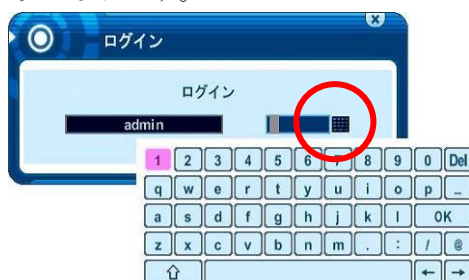 ログイン
ログイン
admin
1 2 3 4 5 6 7 8 9 0 Del
q w e r t y u i o p _
a s d f g h j k l OK
z x c v b n m . : / @
⇧ ← →